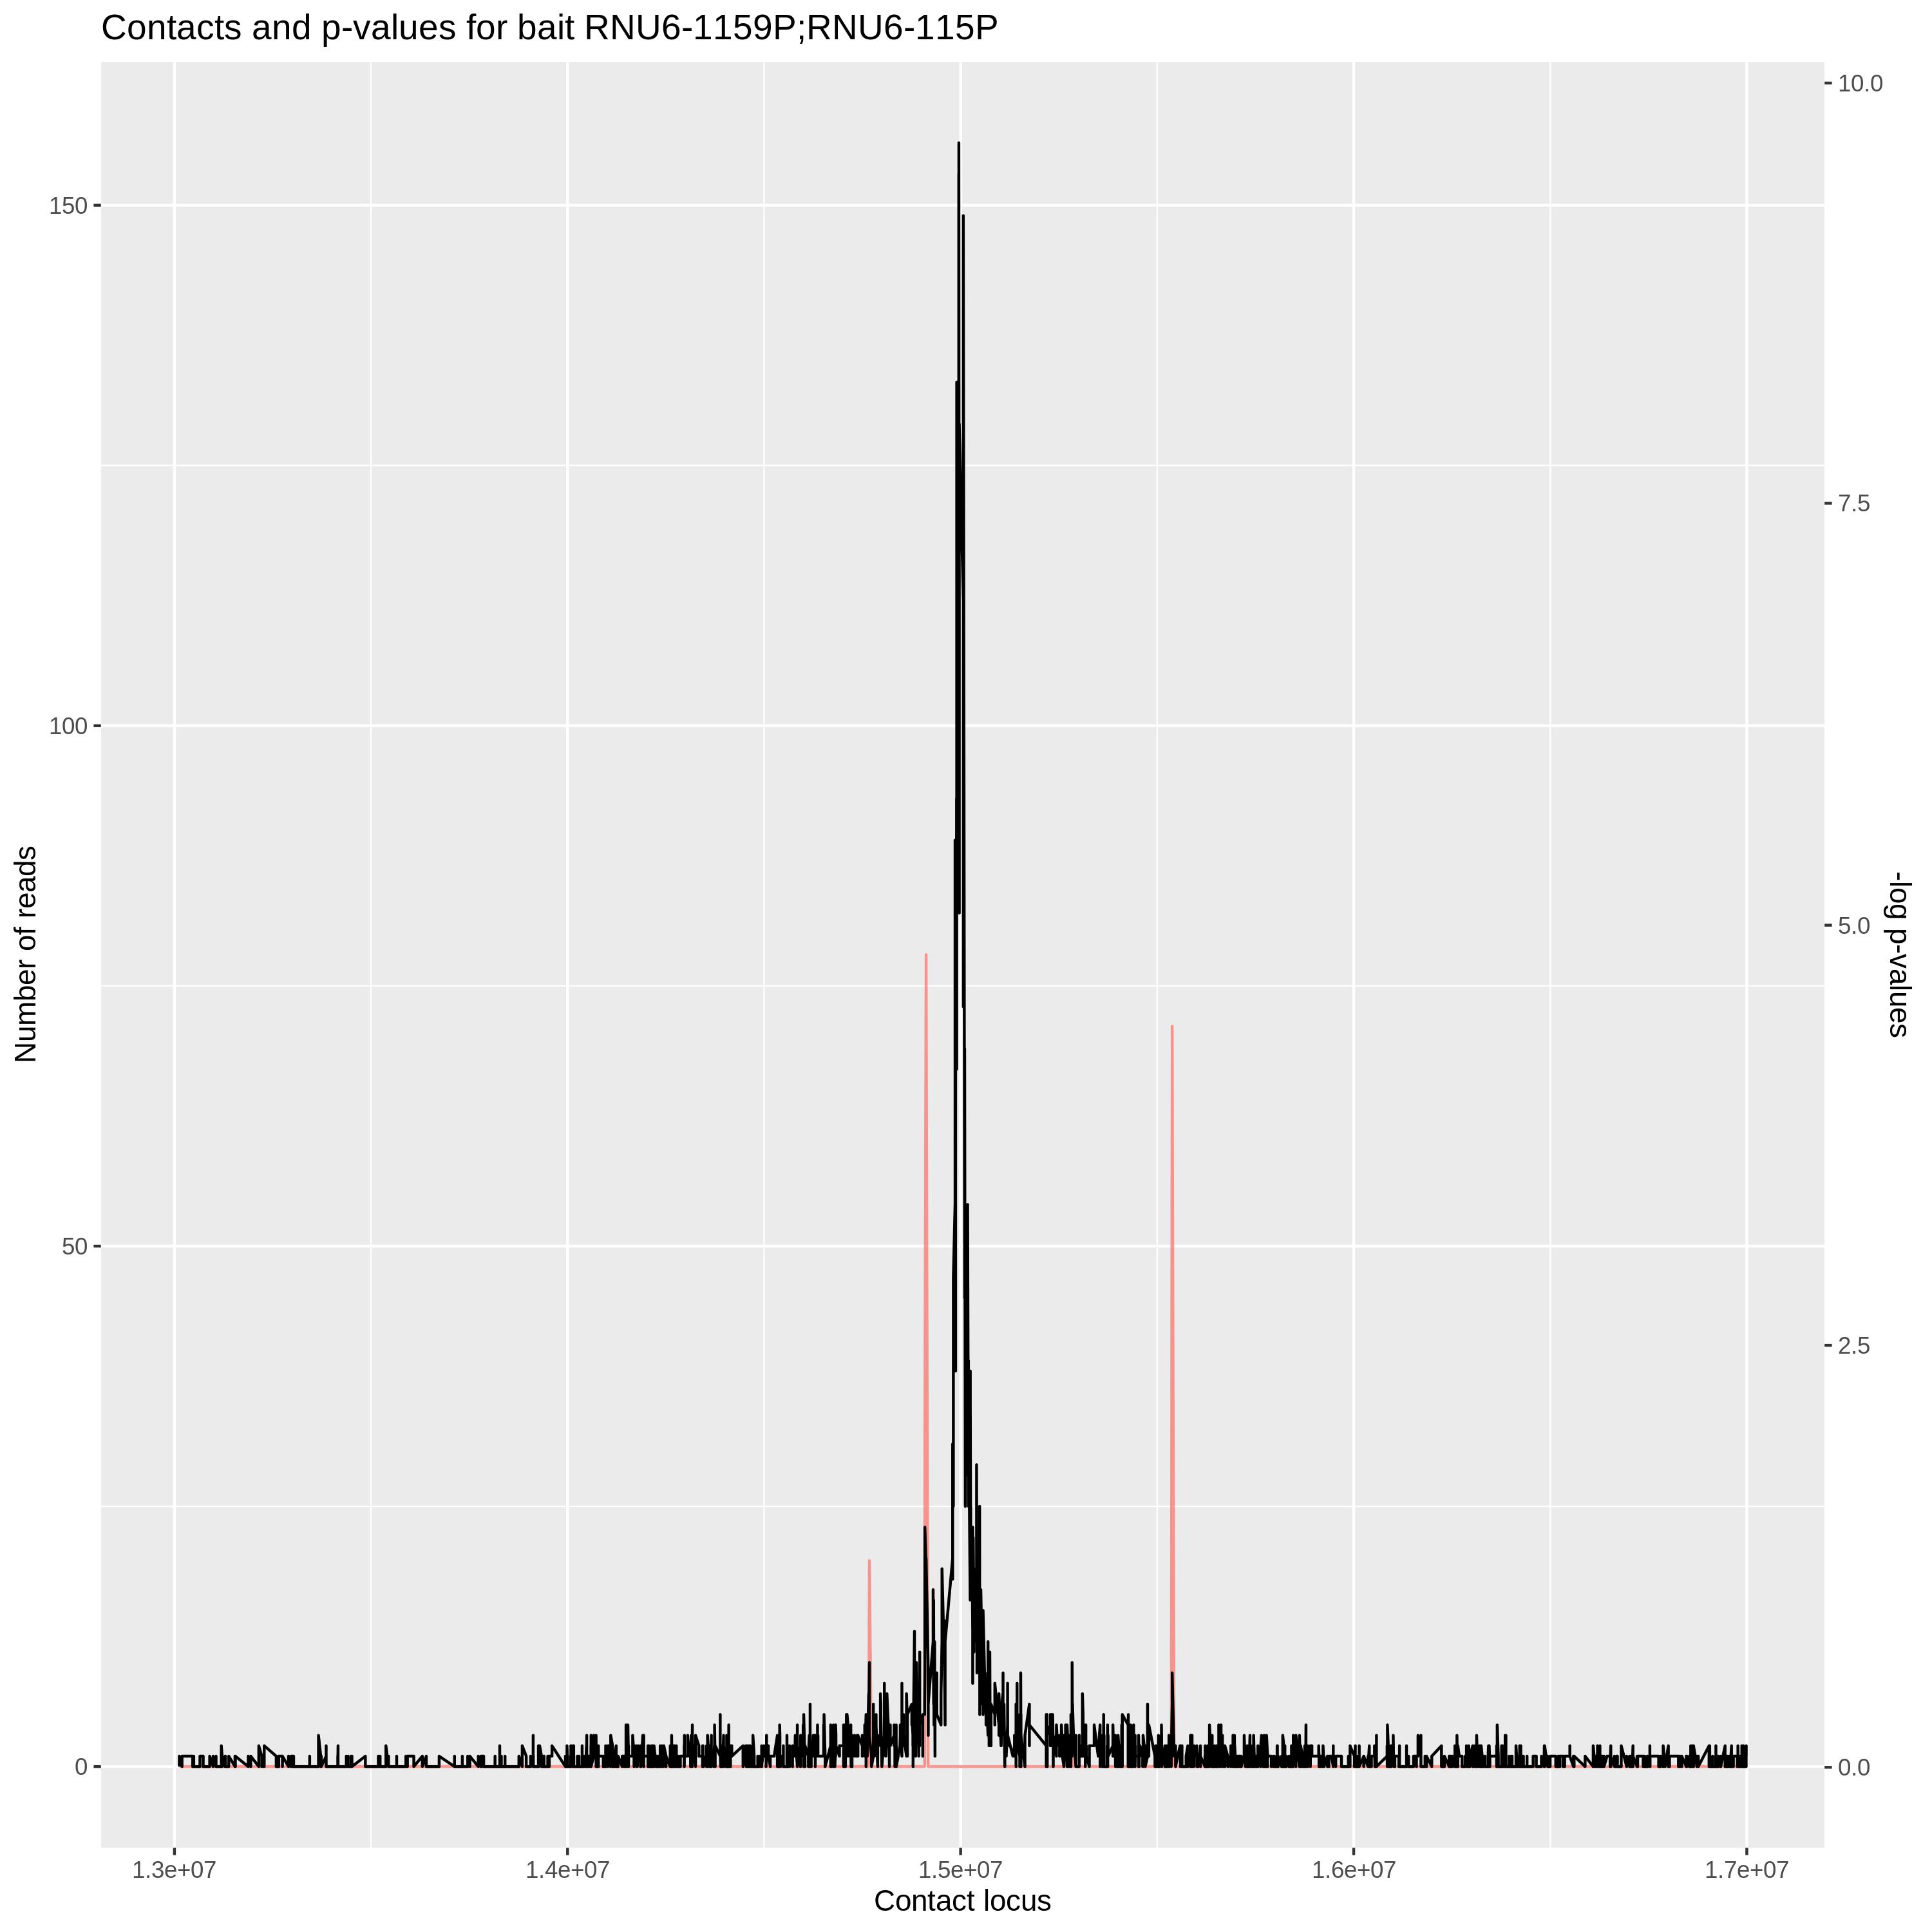 Contacts and p-values for bait RNU6-1159P;RNU6-115P
10.0
150
7.5
100
5.0
Number of reads
-log p-values
50
2.5
0
0.0
1.3e+07 1.4e+07 1.5e+07 1.6e+07 1.7e+07
Contact locus